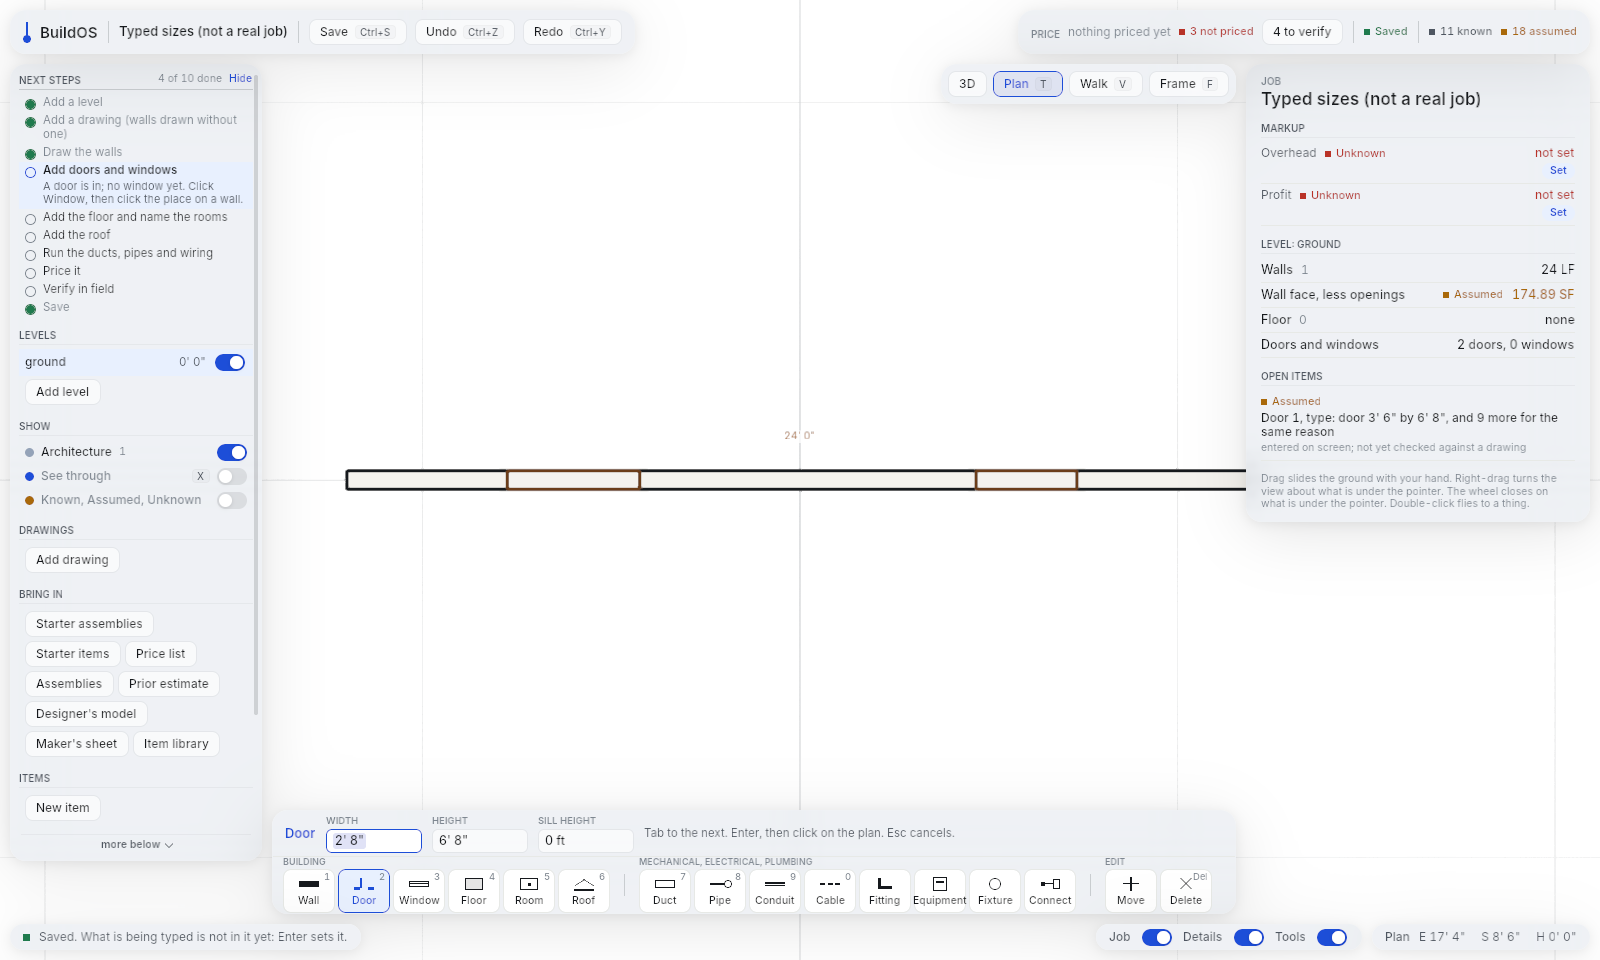 BuildOS
Typed sizes (not a real job)
Save Ctrl+S
Undo Ctrl+Z
Redo Ctrl+Y
PRICE nothing priced yet 3 not priced 4 to verify Saved 11 known 18 assumed
3D
Plan T
Walk V
Frame F
NEXT STEPS 4 of 10 done Hide
Add a level
Add a drawing (walls drawn without
one)
Draw the walls
Add doors and windows
A door is in; no window yet. Click
Window, then click the place on a wall.
Add the floor and name the rooms
Add the roof
Run the ducts, pipes and wiring
Price it
Verify in field
Save
LEVELS
ground 0' 0"
Add level
SHOW
Architecture 1
See through X
Known, Assumed, Unknown
DRAWINGS
Add drawing
BRING IN
Starter assemblies
Starter items Price list
Assemblies Prior estimate
Designer's model
Maker's sheet Item library
ITEMS
New item
more below
24' 0"
JOB
Typed sizes (not a real job)
MARKUP
Overhead Unknown not set
Set
Profit Unknown not set
Set
LEVEL: GROUND
Walls 1 24 LF
Wall face, less openings Assumed 174.89 SF
Floor 0 none
Doors and windows 2 doors, 0 windows
OPEN ITEMS
Assumed
Door 1, type: door 3' 6" by 6' 8", and 9 more for the
same reason
entered on screen; not yet checked against a drawing
Drag slides the ground with your hand. Right-drag turns the
view about what is under the pointer. The wheel closes on
what is under the pointer. Double-click flies to a thing.
WIDTH HEIGHT SILL HEIGHT
Door 2' 8" 6' 8" 0 ft Tab to the next. Enter, then click on the plan. Esc cancels.
BUILDING MECHANICAL, ELECTRICAL, PLUMBING EDIT
1 2 3 4 5 6 7 8 9 0 Del
Wall Door Window Floor Room Roof Duct Pipe Conduit Cable Fitting Equipment Fixture Connect Move Delete
Saved. What is being typed is not in it yet: Enter sets it.
Job Details Tools
Plan E 17' 4" S 8' 6" H 0' 0"